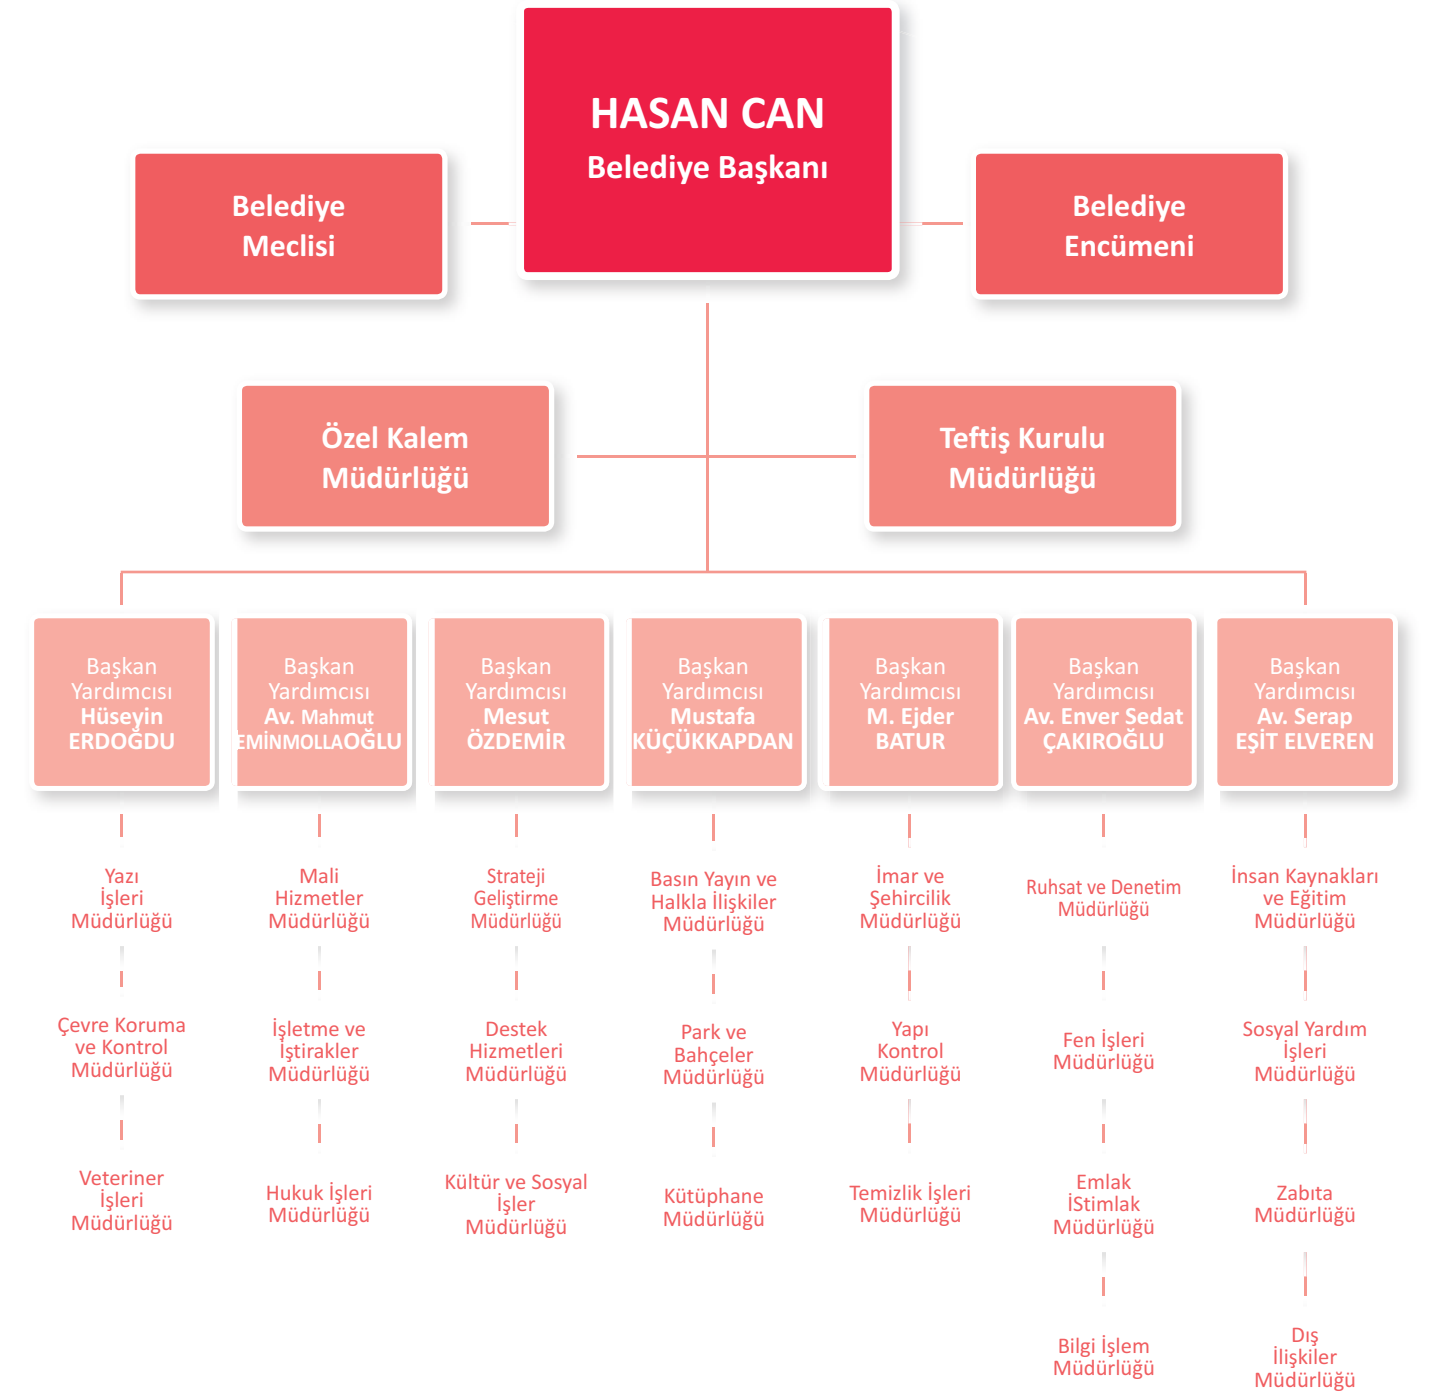 HASAN CAN
Belediye Başkanı
Belediye
Meclisi
Belediye
Encümeni
Özel Kalem
Müdürlüğü
Teftiş Kurulu
Müdürlüğü
Başkan
Yardımcısı
Hüseyin
ERDOĞDU
Başkan
Yardımcısı
Av. Mahmut
EMİNMOLLAOĞLU
Başkan
Yardımcısı
Mesut
ÖZDEMİR
Başkan
Yardımcısı
Mustafa
KÜÇÜKKAPDAN
Başkan
Yardımcısı
M. Ejder
BATUR
Başkan
Yardımcısı
Av. Enver Sedat
ÇAKIROĞLU
Başkan
Yardımcısı
Av. Serap
EŞİT ELVEREN
Yazı
İşleri
Müdürlüğü
Mali
Hizmetler
Müdürlüğü
Strateji
Geliştirme
Müdürlüğü
Basın Yayın ve
Halkla İlişkiler
Müdürlüğü
İmar ve
Şehircilik
Müdürlüğü
Ruhsat ve Denetim
Müdürlüğü
İnsan Kaynakları
ve Eğitim
Müdürlüğü
Çevre Koruma
ve Kontrol
Müdürlüğü
İşletme ve
İştirakler
Müdürlüğü
Destek
Hizmetleri
Müdürlüğü
Park ve
Bahçeler
Müdürlüğü
Yapı
Kontrol
Müdürlüğü
Fen İşleri
Müdürlüğü
Sosyal Yardım
İşleri
Müdürlüğü
Veteriner
İşleri
Müdürlüğü
Hukuk İşleri
Müdürlüğü
Kültür ve Sosyal
İşler
Müdürlüğü
Kütüphane
Müdürlüğü
Temizlik İşleri
Müdürlüğü
Emlak
İStimlak
Müdürlüğü
Zabıta
Müdürlüğü
Bilgi İşlem
Müdürlüğü
Dış
İlişkiler
Müdürlüğü